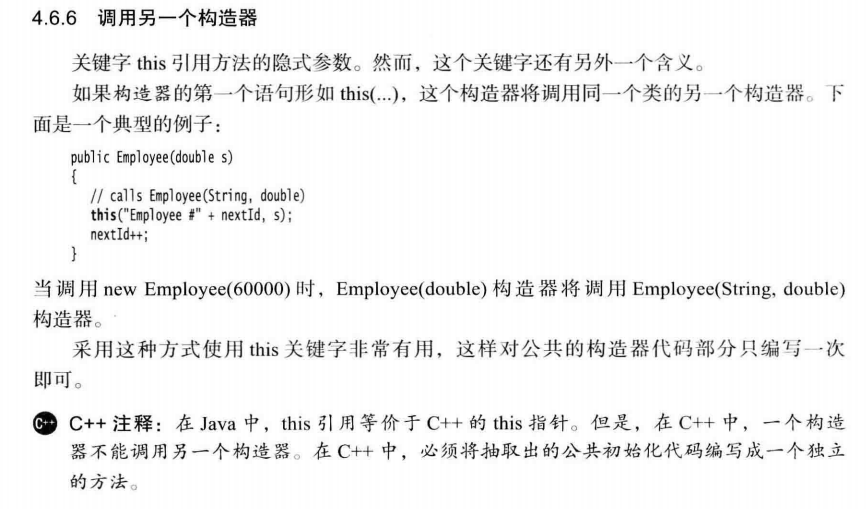 4.6.6 调用另一个构造器
关键字 this 引用方法的隐式参数。然而，这个关键字还有另外一个含义。
如果构造器的第一个语句形如 this(...)，这个构造器将调用同一个类的另一个构造器。下
面是一个典型的例子：
public Employee(double s)
{
// calls Employee(String, double)
this("Employee #" + nextId, s);
nextId++;
}
当调用 new Employee(60000) 时，Employee(double) 构造器将调用 Employee(String, double)
构造器。
采用这种方式使用 this 关键字非常有用，这样对公共的构造器代码部分只编写一次
即可。
C++ C++ 注释：在 Java 中，this 引用等价于 C++ 的 this 指针。但是，在 C++ 中，一个构造
器不能调用另一个构造器。在 C++ 中，必须将抽取出的公共初始化代码编写成一个独立
的方法。